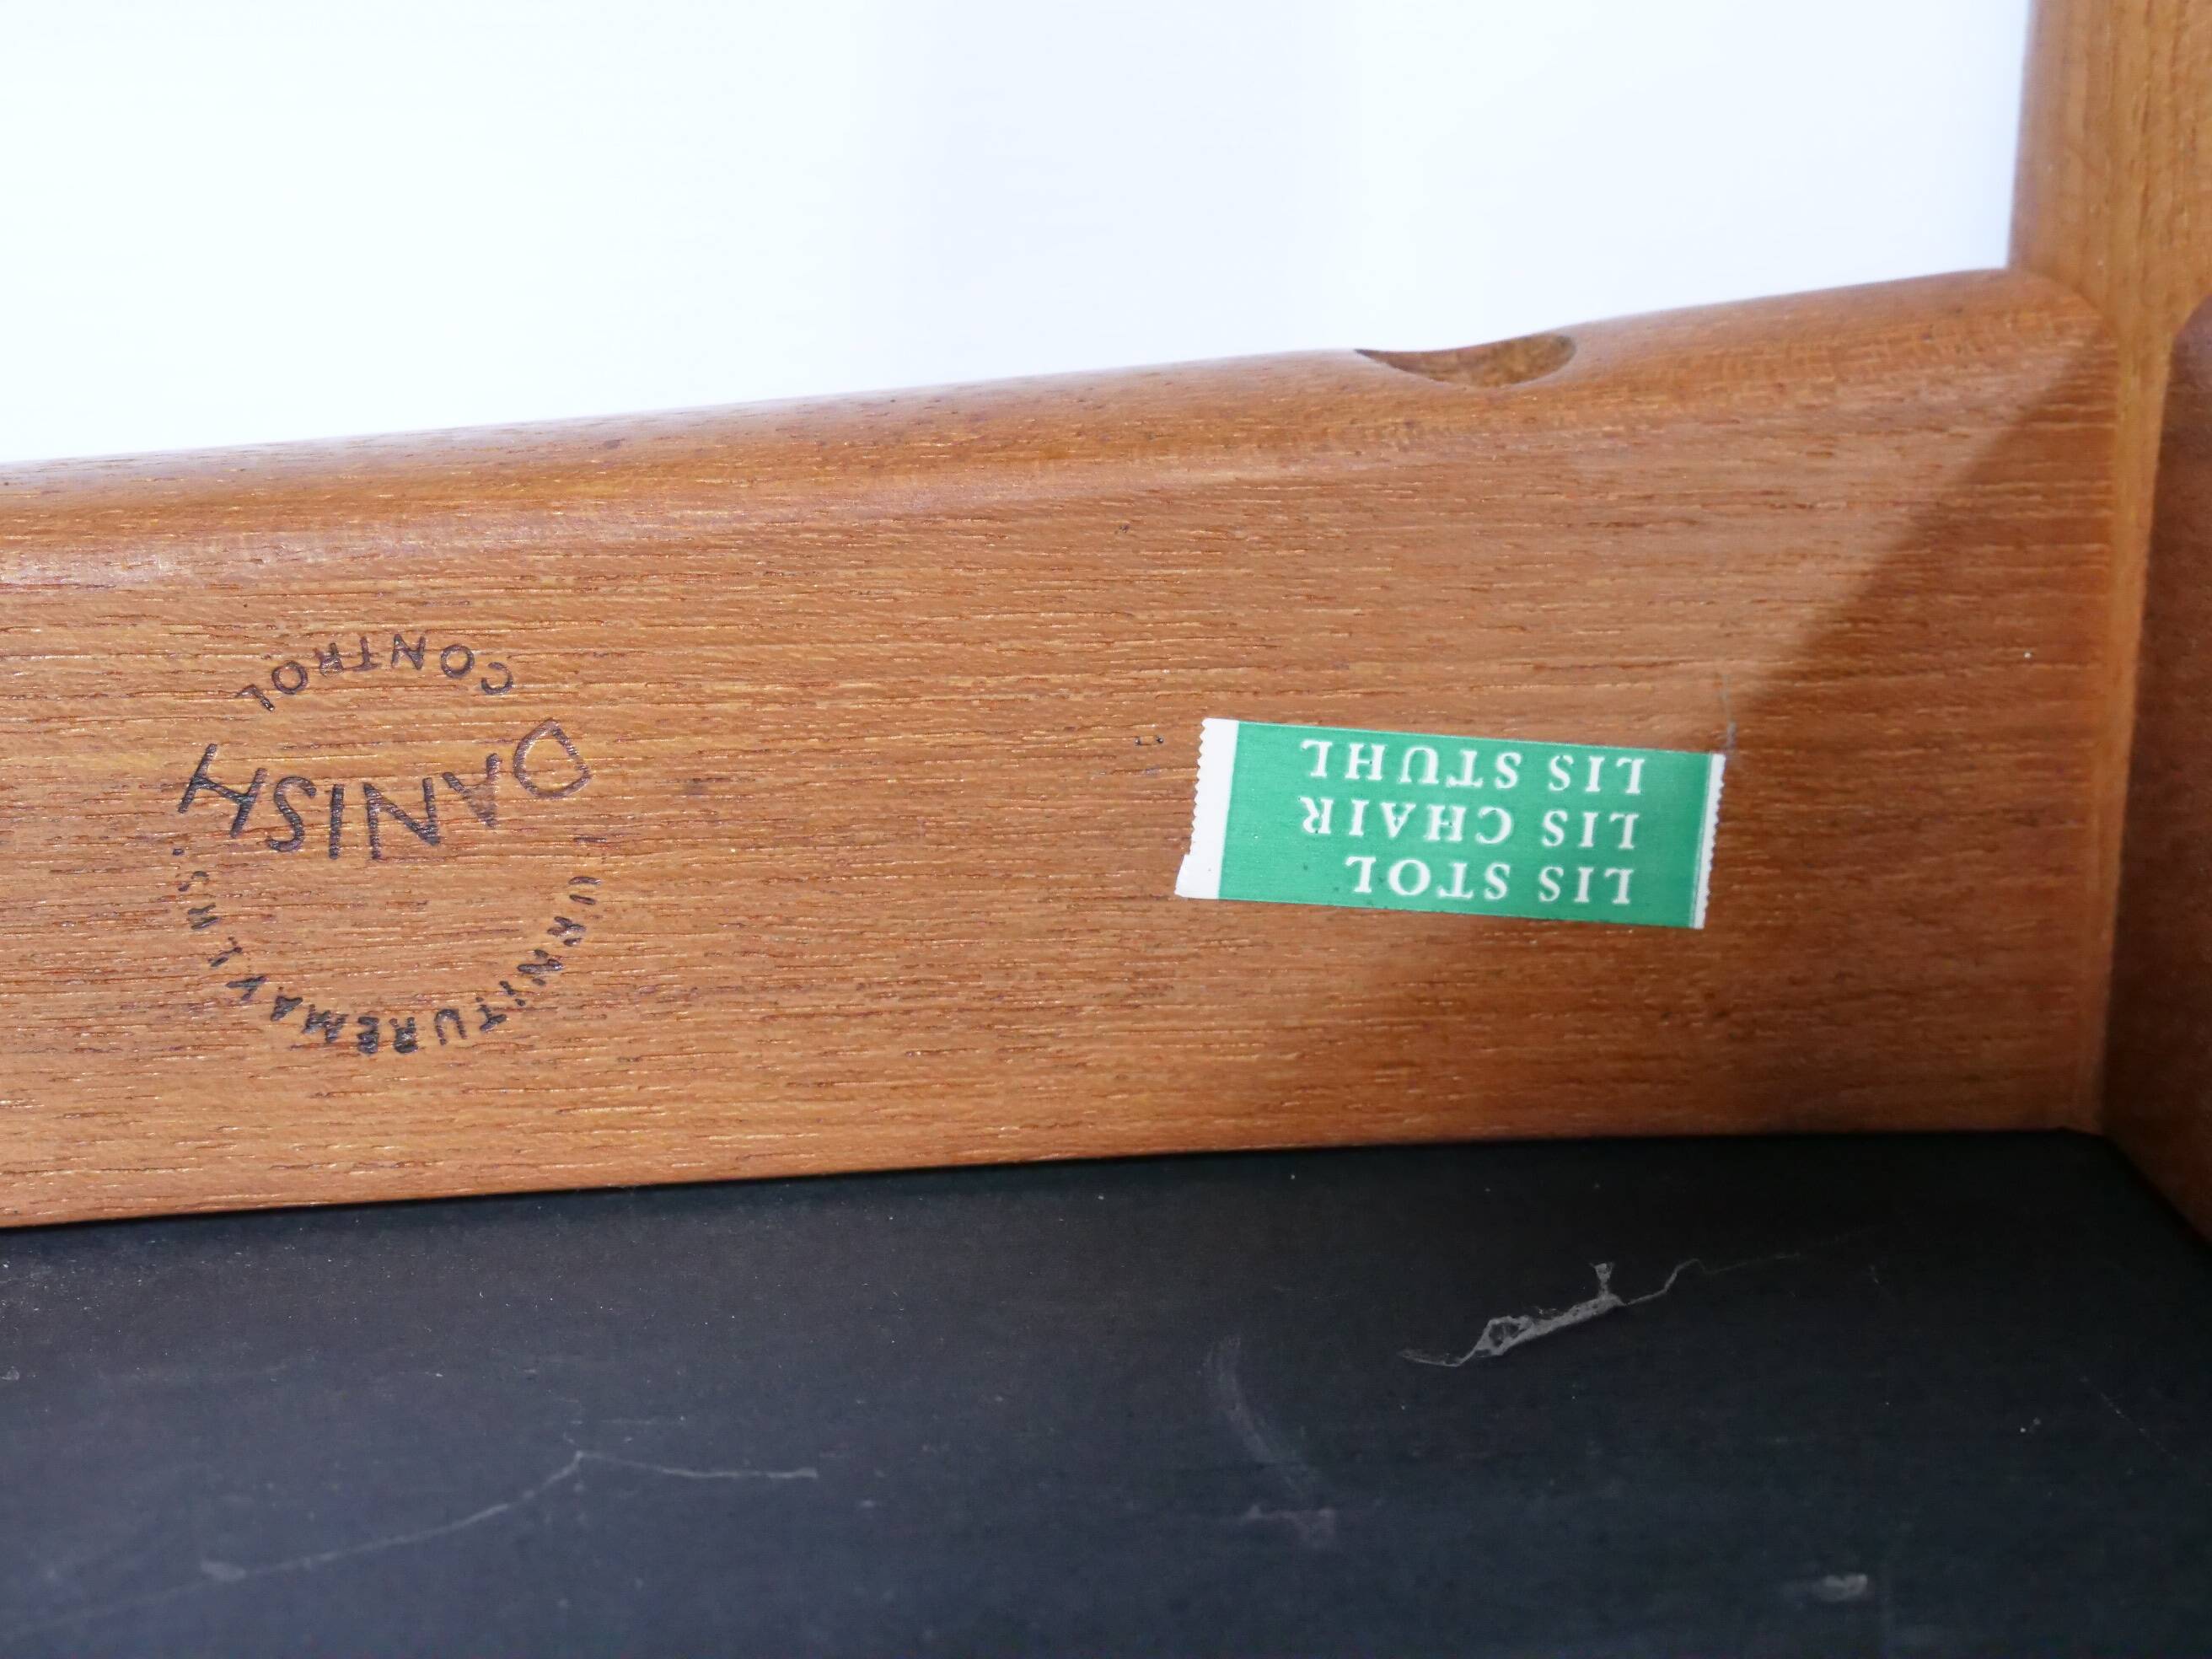 LIS STOL
LIS CHAIR
LIS STUHL
DANISH
CONTROL